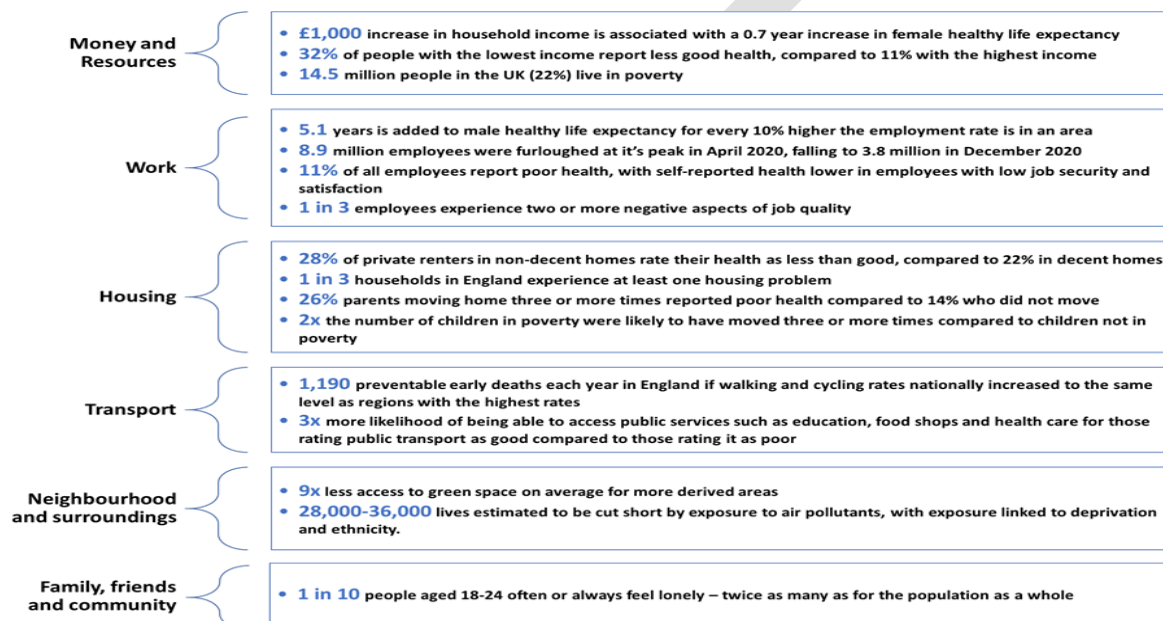 Money and
Resources
• £1,000 increase in household income is associated with a 0.7 year increase in female healthy life expectancy
• 32% of people with the lowest income report less good health, compared to 11% with the highest income
• 14.5 million people in the UK (22%) live in poverty
Work
• 5.1 years is added to male healthy life expectancy for every 10% higher the employment rate is in an area
• 8.9 million employees were furloughed at it's peak in April 2020, falling to 3.8 million in December 2020
• 11% of all employees report poor health, with self-reported health lower in employees with low job security and
satisfaction
• 1 in 3 employees experience two or more negative aspects of job quality
Housing
• 28% of private renters in non-decent homes rate their health as less than good, compared to 22% in decent homes
• 1 in 3 households in England experience at least one housing problem
• 26% parents moving home three or more times reported poor health compared to 14% who did not move
• 2x the number of children in poverty were likely to have moved three or more times compared to children not in
poverty
Transport
• 1,190 preventable early deaths each year in England if walking and cycling rates nationally increased to the same
level as regions with the highest rates
• 3x more likelihood of being able to access public services such as education, food shops and health care for those
rating public transport as good compared to those rating it as poor
Neighbourhood
and surroundings
• 9x less access to green space on average for more derived areas
• 28,000-36,000 lives estimated to be cut short by exposure to air pollutants, with exposure linked to deprivation
and ethnicity.
Family, friends
and community
• 1 in 10 people aged 18-24 often or always feel lonely – twice as many as for the population as a whole